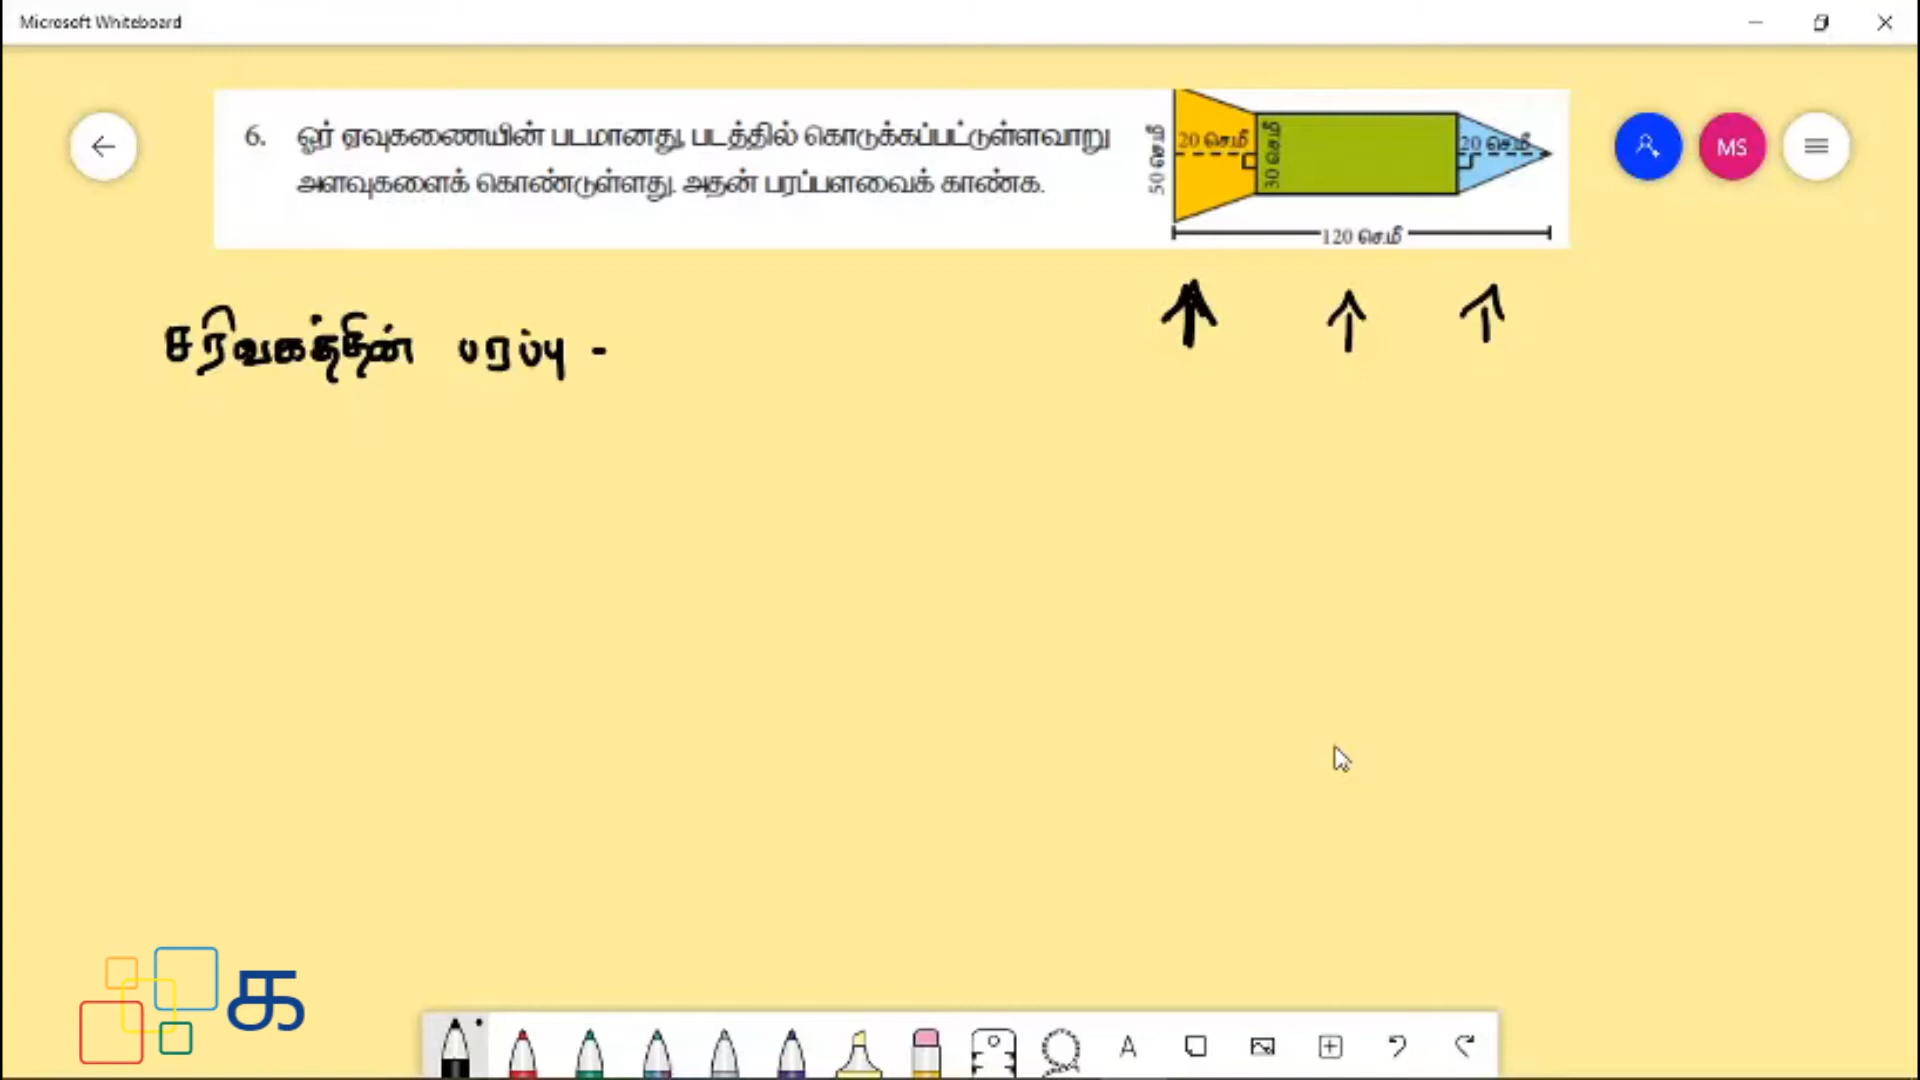 Microsoft Whiteboard
6. ஓர் ஏவுகணையின் படமானது, படத்தில் கொடுக்கப்பட்டுள்ளவாறு
அளவுகளைக் கொண்டுள்ளது. அதன் பரப்பளவைக் காண்க.
50 செ.மீ
20 செ.மீ
30 செ.மீ
20 செ.மீ
120 செ.மீ
MS
சரிவகத்தின் பரப்பு -
க
A